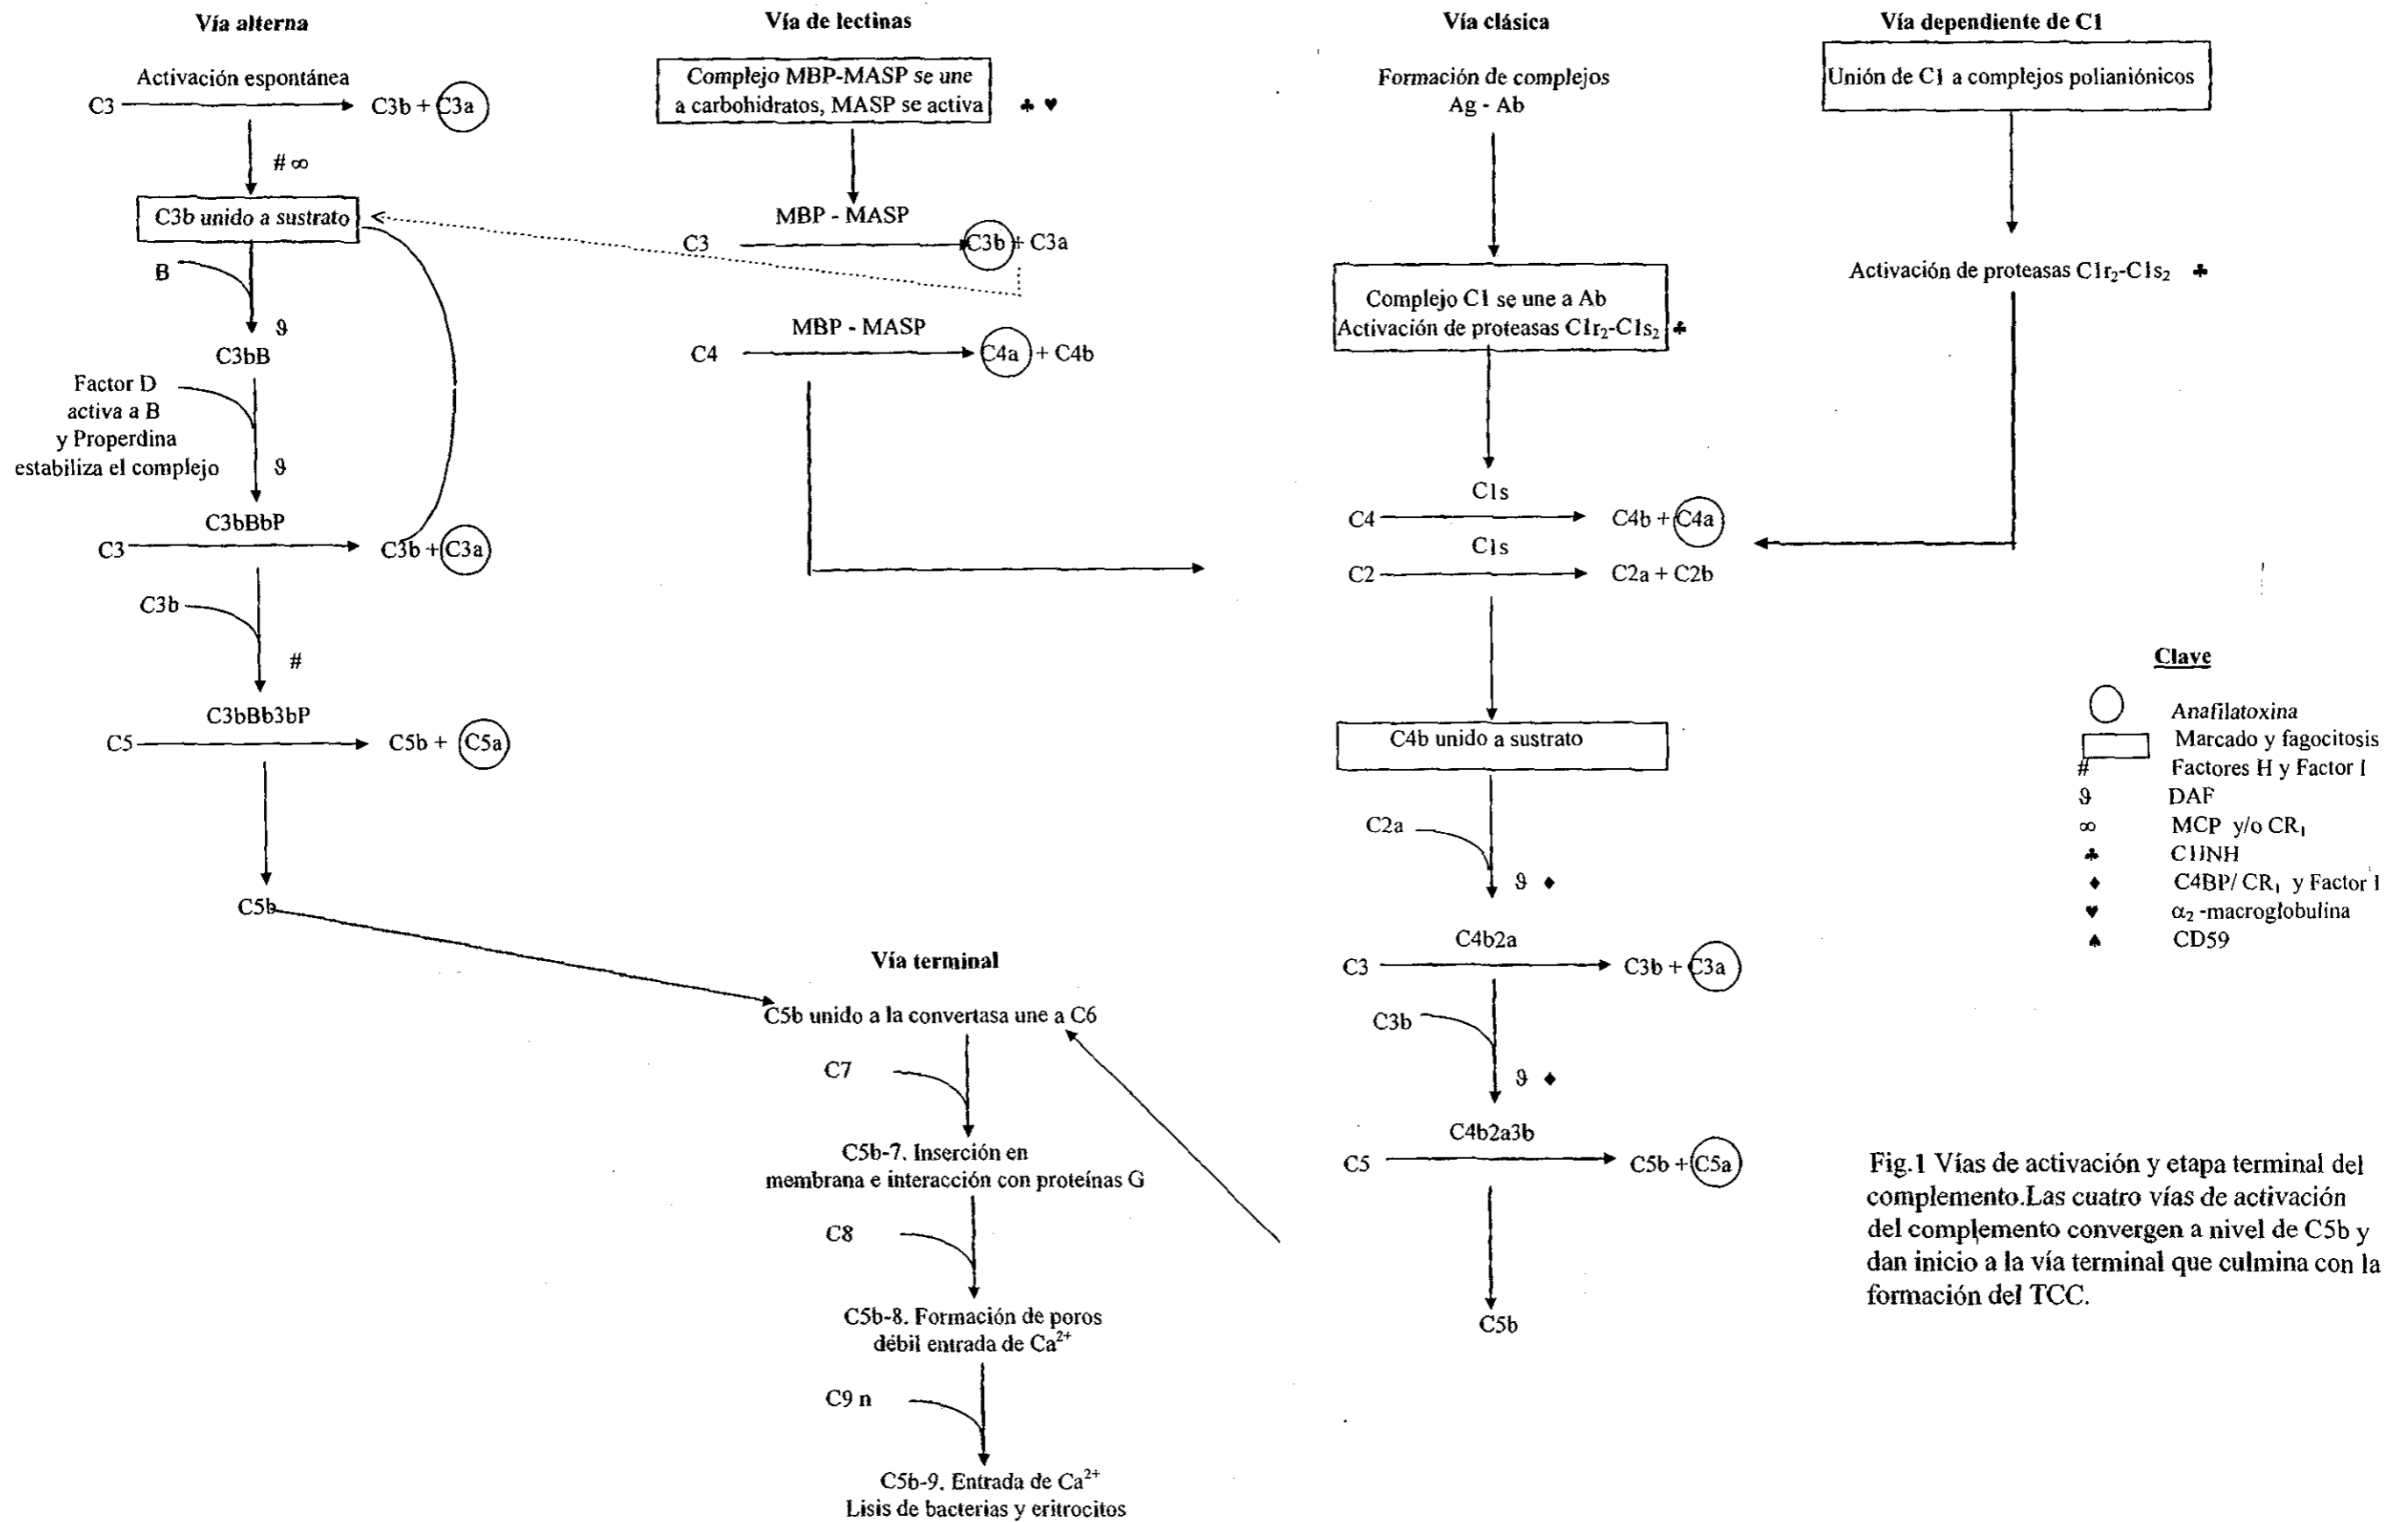 Vía alterna
Activación espontánea
C3 C3b + C3a
# ∞
C3b unido a sustrato
B
ϑ
C3bB
Factor D
activa a B
y Properdina
estabiliza el complejo
ϑ
C3bBbP
C3 C3b + C3a
C3b
#
C3bBb3bP
C5 C5b + C5a
C5b
Vía de lectinas
Complejo MBP-MASP se une
a carbohidratos, MASP se activa ♣ ♥
MBP - MASP
C3 C3b + C3a
MBP - MASP
C4 C4a + C4b
Vía clásica
Formación de complejos
Ag - Ab
Complejo C1 se une a Ab
Activación de proteasas C1r₂-C1s₂ ♣
C1s
C4 C4b + C4a
C1s
C2 C2a + C2b
C4b unido a sustrato
C2a
ϑ ♦
C4b2a
C3 C3b + C3a
C3b
ϑ ♦
C4b2a3b
C5 C5b + C5a
C5b
Vía dependiente de C1
Unión de C1 a complejos polianiónicos
Activación de proteasas C1r₂-C1s₂ ♣
Vía terminal
C5b unido a la convertasa une a C6
C7
C5b-7. Inserción en
membrana e interacción con proteínas G
C8
C5b-8. Formación de poros
débil entrada de Ca²⁺
C9 n
C5b-9. Entrada de Ca²⁺
Lisis de bacterias y eritrocitos
Clave
Anafilatoxina
Marcado y fagocitosis
# Factores H y Factor I
ϑ DAF
∞ MCP y/o CR₁
♣ C1INH
♦ C4BP/ CR₁ y Factor I
♥ α₂ -macroglobulina
♠ CD59
Fig.1 Vías de activación y etapa terminal del
complemento.Las cuatro vías de activación
del complemento convergen a nivel de C5b y
dan inicio a la vía terminal que culmina con la
formación del TCC.